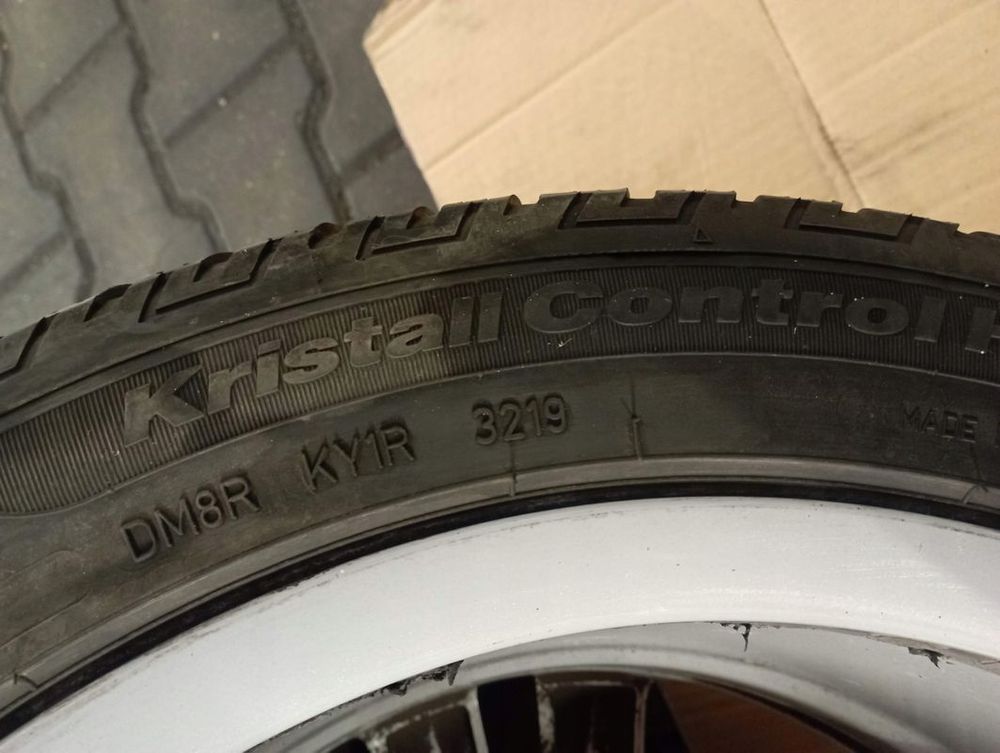 Kristall Control
DM8R KY1R 3219
MADE